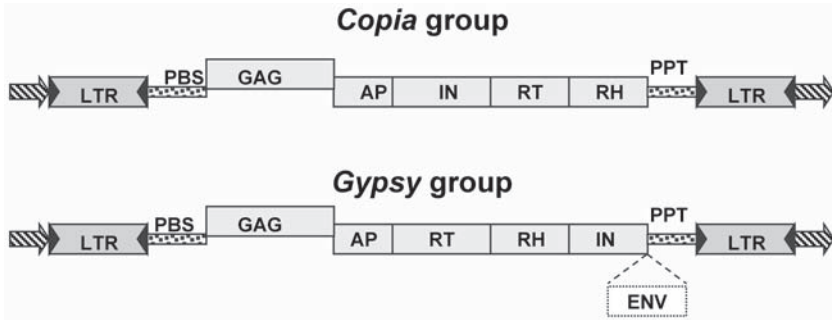 Copia group
PBS GAG PPT
LTR AP IN RT RH LTR
Gypsy group
PBS GAG PPT
LTR AP RT RH IN LTR
ENV